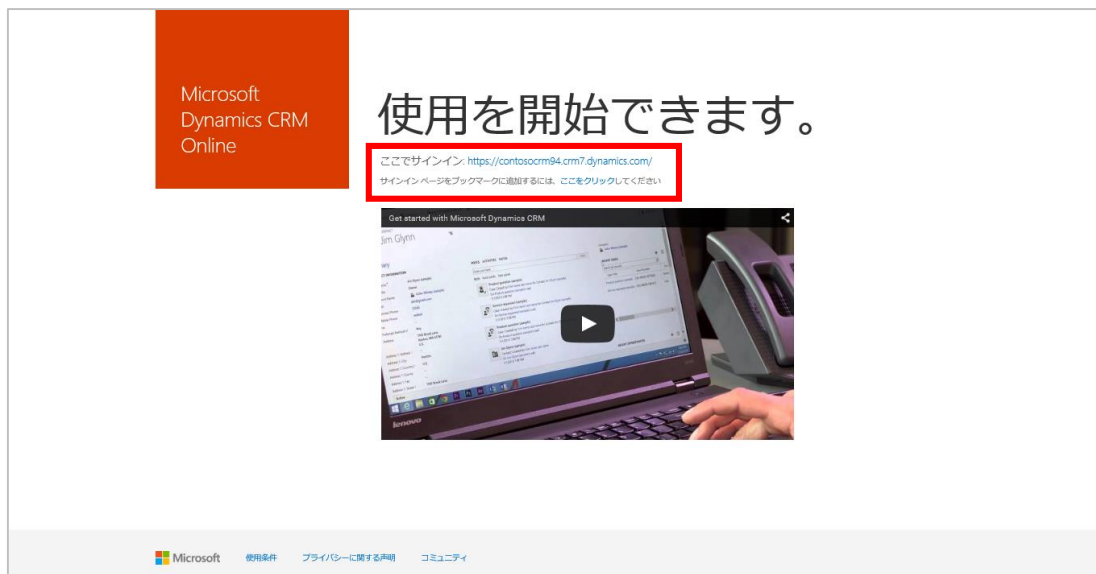 Microsoft
Dynamics CRM
Online
使用を開始できます。
ここでサインイン: https://contosocrm94.crm7.dynamics.com/
サインイン ページをブックマークに追加するには、ここをクリックしてください
Get started with Microsoft Dynamics CRM
Jim Glynn
lenovo
Microsoft 使用条件 プライバシーに関する声明 コミュニティ